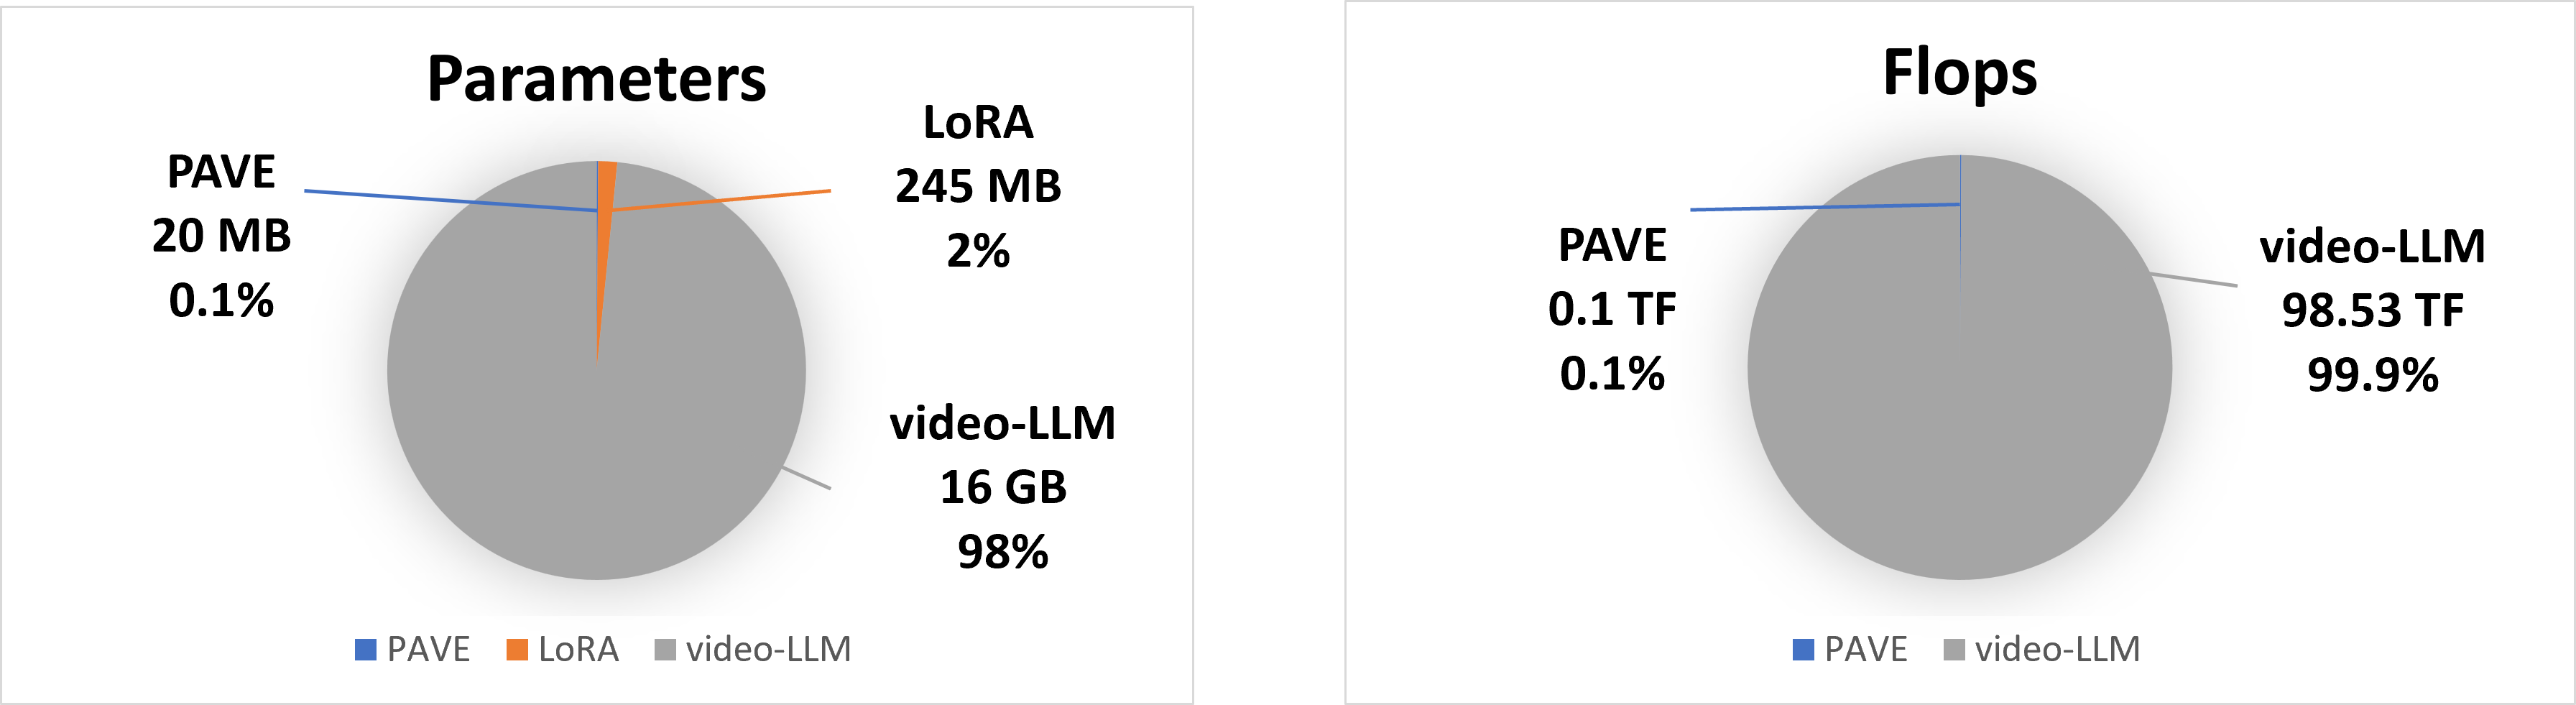 Parameters
PAVE
20 MB
0.1%
LoRA
245 MB
2%
video-LLM
16 GB
98%
PAVE LoRA video-LLM
Flops
PAVE
0.1 TF
0.1%
video-LLM
98.53 TF
99.9%
PAVE video-LLM